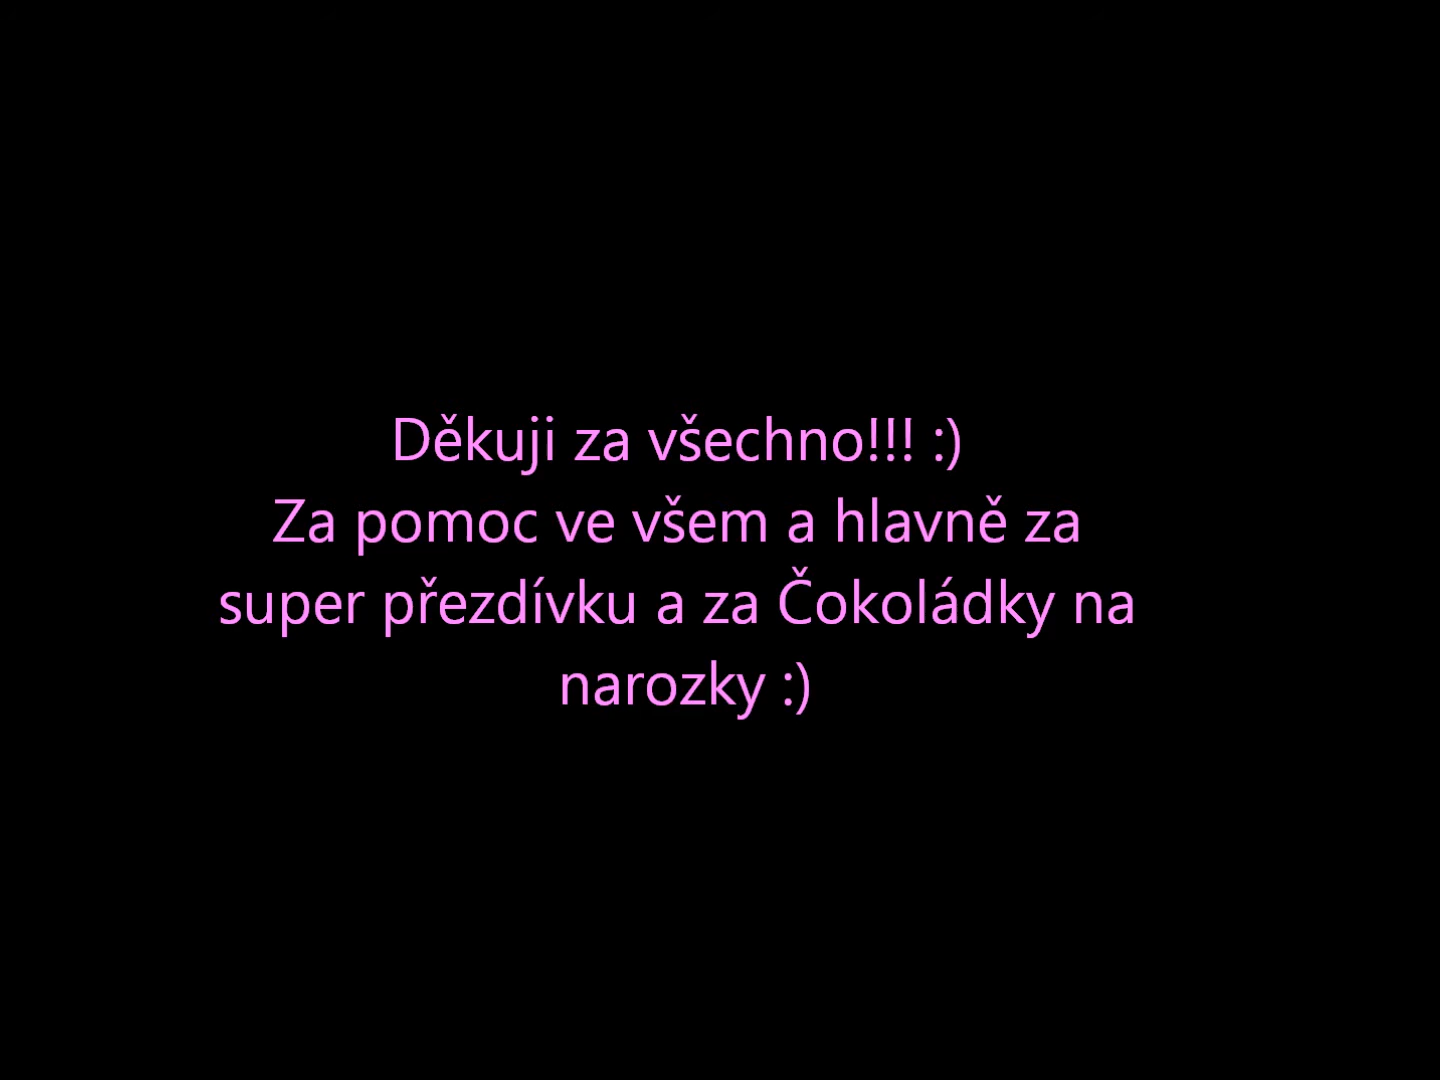 Děkuji za všechno!!! :)
Za pomoc ve všem a hlavně za
super přezdívku a za Čokoládky na
narozky :)